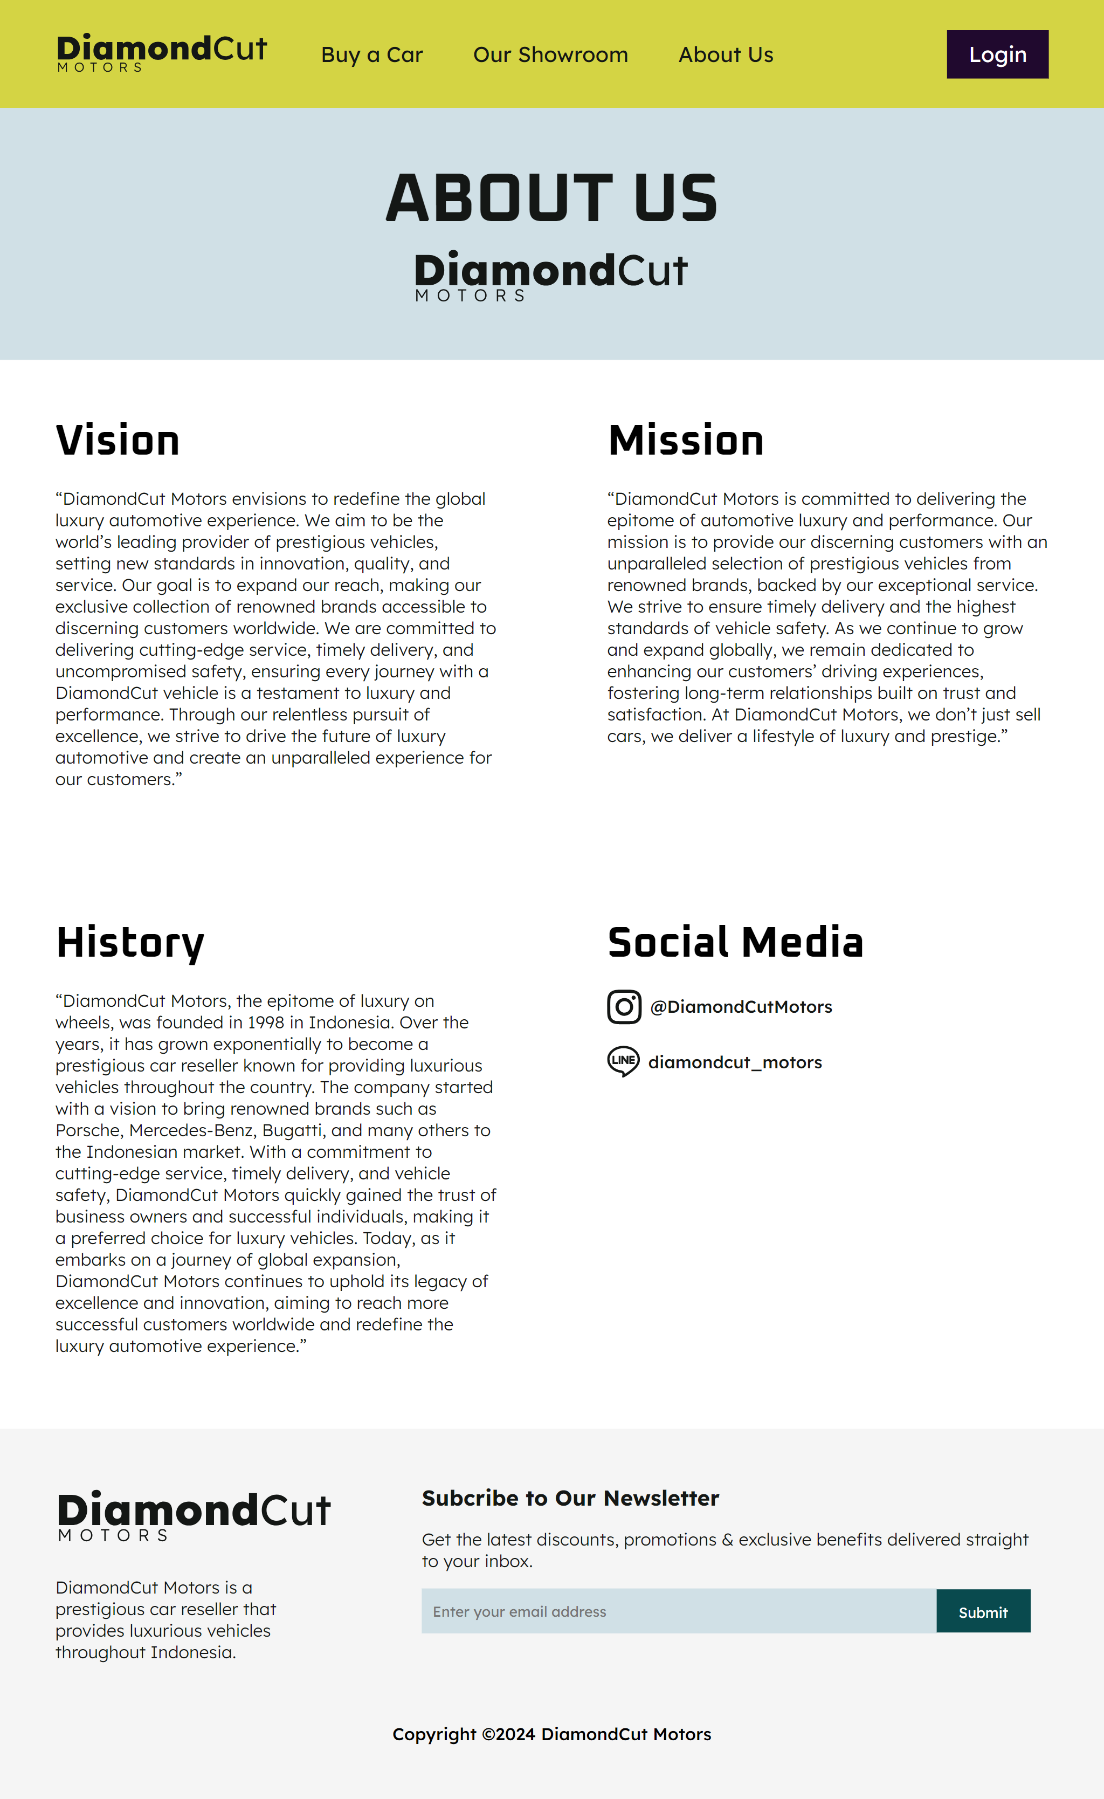 DiamondCut
MOTORS
Buy a Car
Our Showroom
About Us
Login
ABOUT US
DiamondCut
MOTORS
Vision
“DiamondCut Motors envisions to redefine the global
luxury automotive experience. We aim to be the
world’s leading provider of prestigious vehicles,
setting new standards in innovation, quality, and
service. Our goal is to expand our reach, making our
exclusive collection of renowned brands accessible to
discerning customers worldwide. We are committed to
delivering cutting-edge service, timely delivery, and
uncompromised safety, ensuring every journey with a
DiamondCut vehicle is a testament to luxury and
performance. Through our relentless pursuit of
excellence, we strive to drive the future of luxury
automotive and create an unparalleled experience for
our customers.”
Mission
“DiamondCut Motors is committed to delivering the
epitome of automotive luxury and performance. Our
mission is to provide our discerning customers with an
unparalleled selection of prestigious vehicles from
renowned brands, backed by our exceptional service.
We strive to ensure timely delivery and the highest
standards of vehicle safety. As we continue to grow
and expand globally, we remain dedicated to
enhancing our customers’ driving experiences,
fostering long-term relationships built on trust and
satisfaction. At DiamondCut Motors, we don’t just sell
cars, we deliver a lifestyle of luxury and prestige.”
History
“DiamondCut Motors, the epitome of luxury on
wheels, was founded in 1998 in Indonesia. Over the
years, it has grown exponentially to become a
prestigious car reseller known for providing luxurious
vehicles throughout the country. The company started
with a vision to bring renowned brands such as
Porsche, Mercedes-Benz, Bugatti, and many others to
the Indonesian market. With a commitment to
cutting-edge service, timely delivery, and vehicle
safety, DiamondCut Motors quickly gained the trust of
business owners and successful individuals, making it
a preferred choice for luxury vehicles. Today, as it
embarks on a journey of global expansion,
DiamondCut Motors continues to uphold its legacy of
excellence and innovation, aiming to reach more
successful customers worldwide and redefine the
luxury automotive experience.”
Social Media
@DiamondCutMotors
LINE
diamondcut_motors
DiamondCut
MOTORS
DiamondCut Motors is a
prestigious car reseller that
provides luxurious vehicles
throughout Indonesia.
Subcribe to Our Newsletter
Get the latest discounts, promotions & exclusive benefits delivered straight
to your inbox.
Enter your email address
Submit
Copyright ©2024 DiamondCut Motors